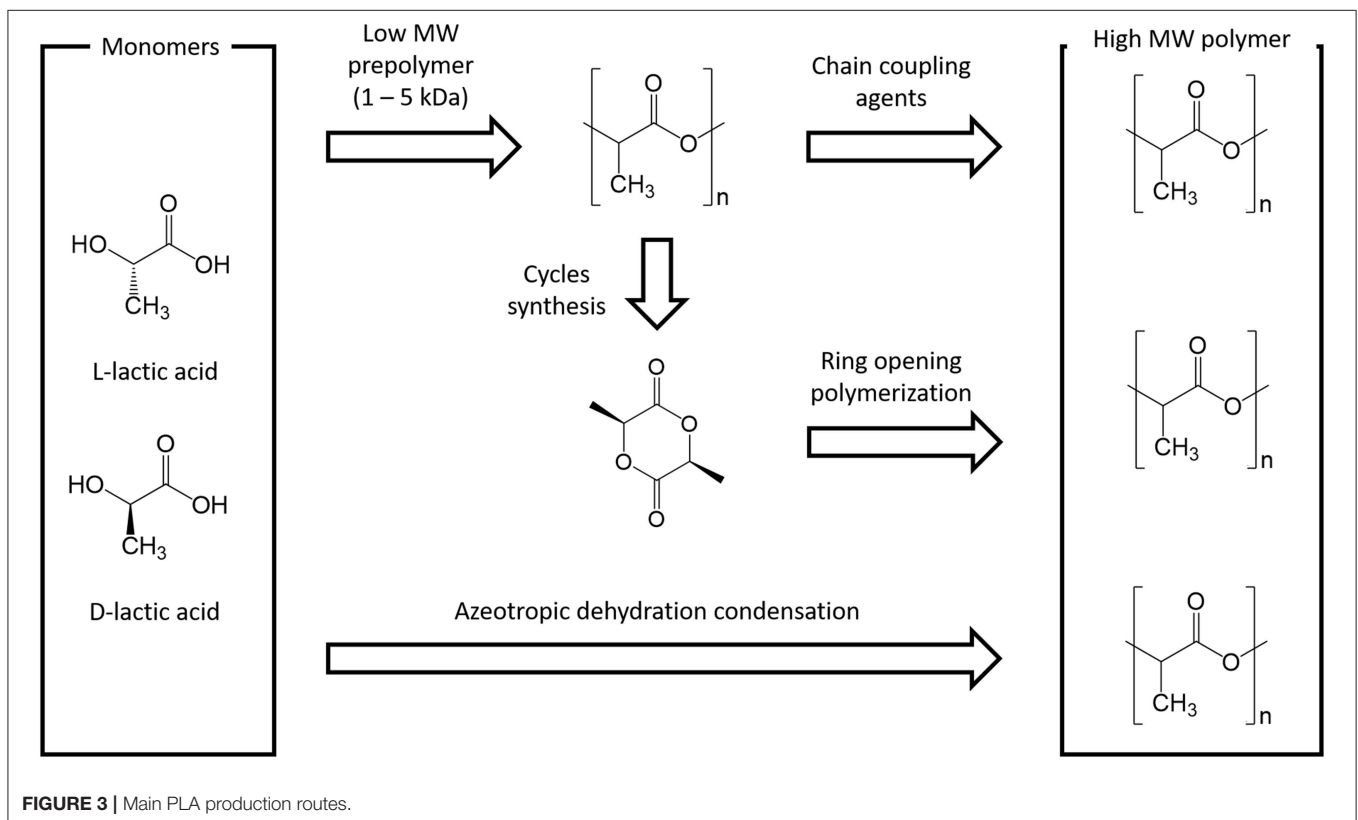 Monomers
Low MW
prepolymer
(1 – 5 kDa)
Chain coupling
agents
High MW polymer
O
O
CH3
n
O
O
CH3
n
O
HO
OH
CH3
L-lactic acid
Cycles
synthesis
O
O
O
O
Ring opening
polymerization
O
O
CH3
n
O
HO
OH
CH3
D-lactic acid
Azeotropic dehydration condensation
O
O
CH3
n
FIGURE 3 | Main PLA production routes.